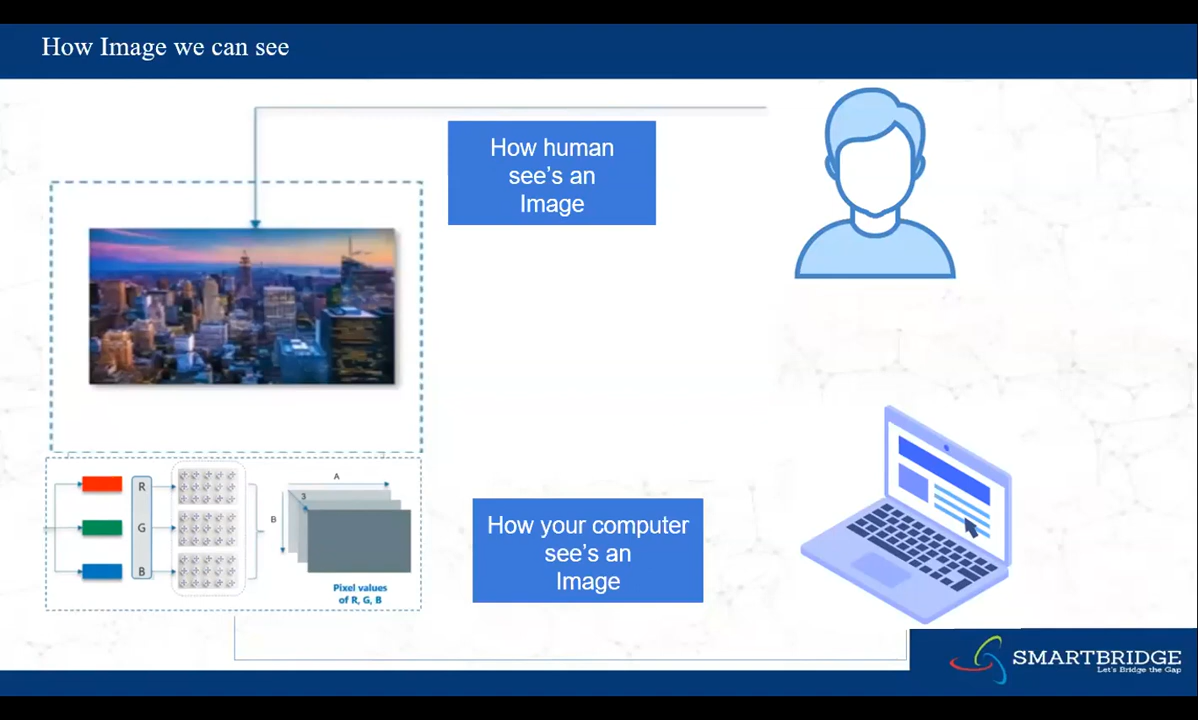 How Image we can see
How human
see's an
Image
R
G
B
A
3
B
Pixel values
of R, G, B
How your computer
see's an
Image
SMARTBRIDGE
Let's Bridge the Gap